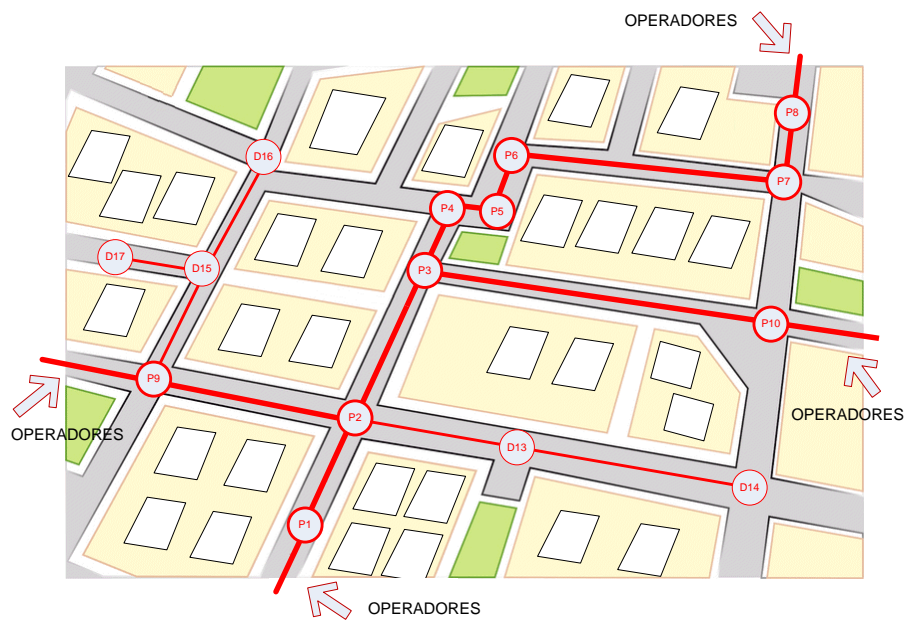 OPERADORES
P8
D16
P6
P7
P4
P5
D17
D15
P3
P10
P9
OPERADORES
P2
OPERADORES
D13
D14
P1
OPERADORES